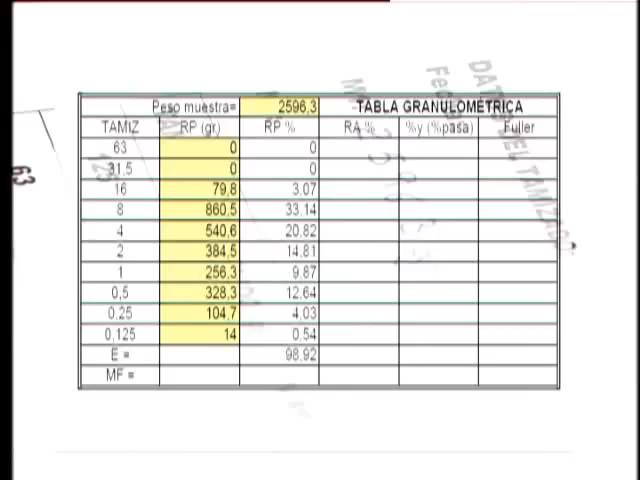 Peso muestra= 2596,3 TABLA GRANULOMÉTRICA
TAMIZ RP (gr) RP % RA % %y (%pasa) Fuller
63 0 0
31.5 0 0
16 79,8 3.07
8 860,5 33.14
4 540,6 20.82
2 384,5 14.81
1 256,3 9.87
0,5 328,3 12.64
0.25 104.7 4.03
0,125 14 0.54
E = 98.92
MF =
DATOS DEL TAMIZADO
63